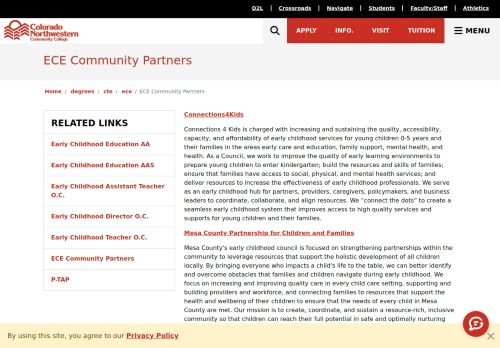 D2L | Crossroads | Navigate | Students | Faculty/Staff | Athletics
Colorado
Northwestern
Community College
APPLY INFO. VISIT TUITION MENU
ECE Community Partners
Home / degrees / cte / ece / ECE Community Partners
RELATED LINKS
Early Childhood Education AA
Early Childhood Education AAS
Early Childhood Assistant Teacher
O.C.
Early Childhood Director O.C.
Early Childhood Teacher O.C.
ECE Community Partners
P-TAP
Connections4Kids
Connections 4 Kids is charged with increasing and sustaining the quality, accessibility,
capacity, and affordability of early childhood services for young children 0-5 years and
their families in the areas early care and education, family support, mental health, and
health. As a Council, we work to improve the quality of early learning environments to
prepare young children to enter kindergarten; build the resources and skills of families;
ensure that families have access to social, physical, and mental health services; and
deliver resources to increase the effectiveness of early childhood professionals. We serve
as an early childhood hub for partners, providers, caregivers, policymakers, and business
leaders to coordinate, collaborate, and align resources. We "connect the dots" to create a
seamless early childhood system that improves access to high quality services and
supports for young children and their families.
Mesa County Partnership for Children and Families
Mesa County's early childhood council is focused on strengthening partnerships within the
community to leverage resources that support the holistic development of all children
locally. By bringing everyone who impacts a child's life to the table, we can better identify
and overcome obstacles that families and children navigate during early childhood. We
focus on increasing and improving quality care in every child care setting, supporting and
building providers and workforce, and connecting families to resources that support the
health and wellbeing of their children to ensure that the needs of every child in Mesa
County are met. Our mission is to create, coordinate, and sustain a resource-rich, inclusive
community so that children can reach their full potential in safe and optimally nurturing
By using this site, you agree to our Privacy Policy